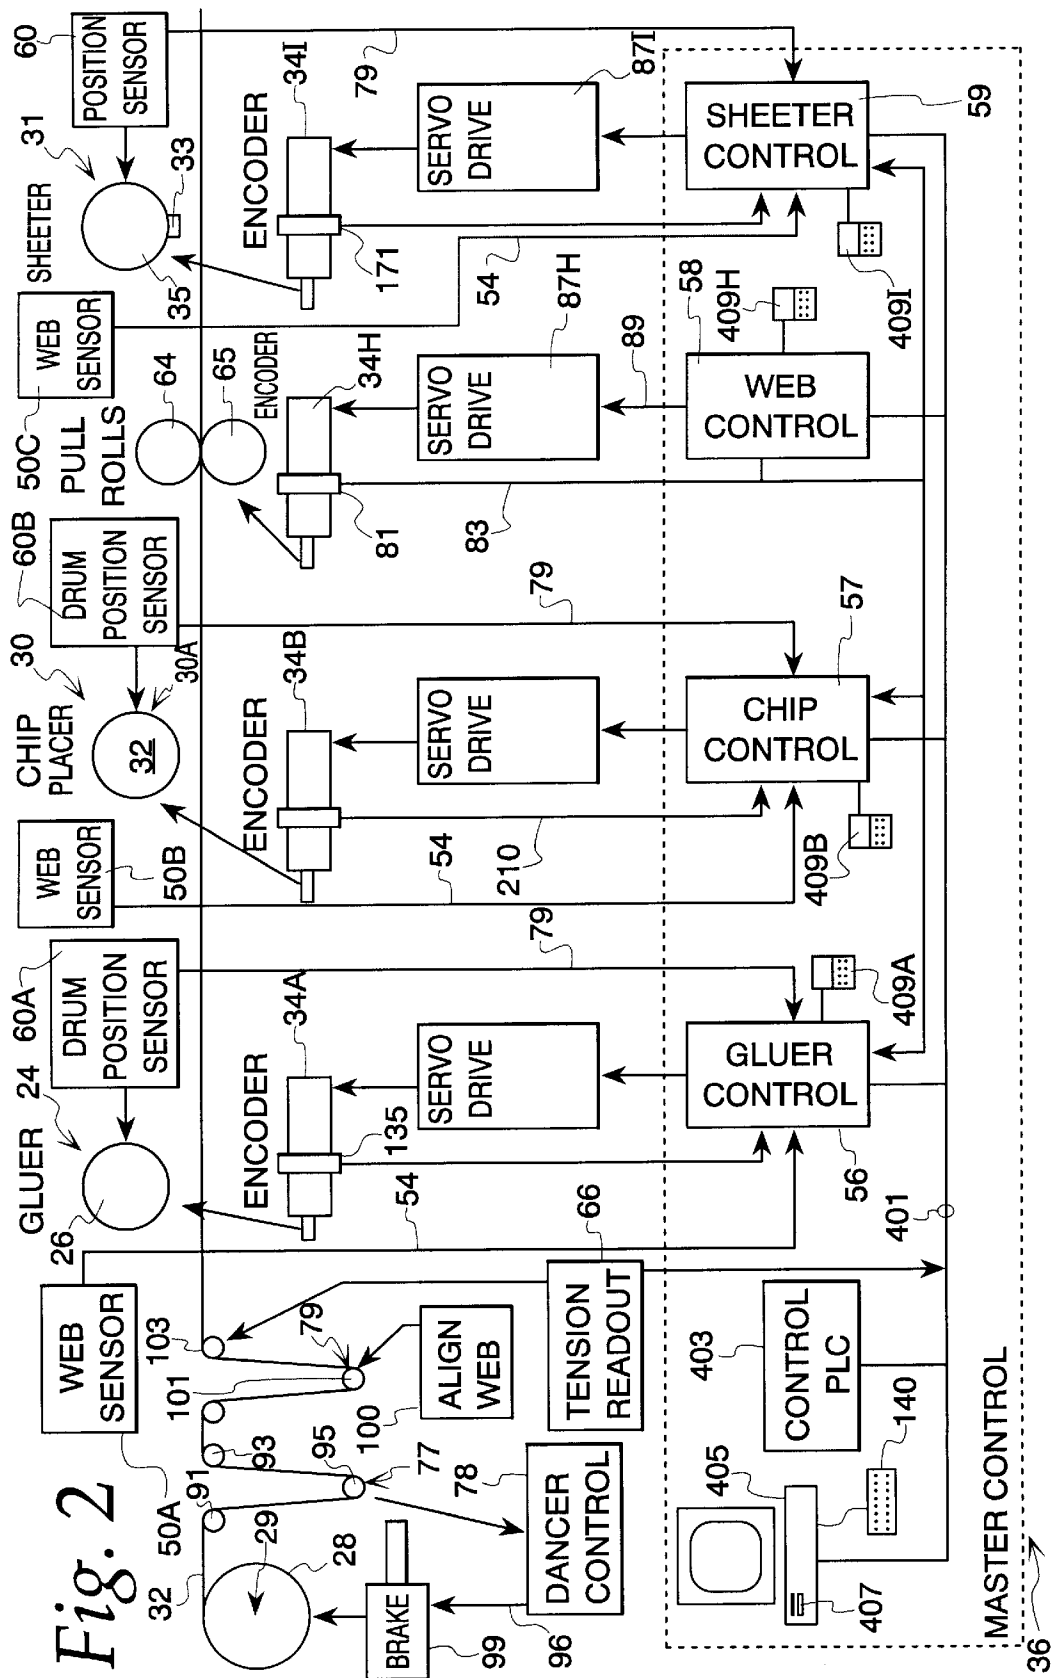 Fig. 2
WEB
SENSOR
50A
GLUER
24
26
DRUM
POSITION
SENSOR
60A
WEB
SENSOR
50B
CHIP
PLACER
30
30A
32
DRUM
POSITION
SENSOR
60B
PULL
ROLLS
64
65
WEB
SENSOR
50C
SHEETER
31
33
35
POSITION
SENSOR
60
32
29
28
91
93
95
77
101
79
103
BRAKE
99
96
DANCER
CONTROL
78
ALIGN
WEB
100
TENSION
READOUT
66
54
ENCODER
34A
135
SERVO
DRIVE
79
54
ENCODER
34B
210
SERVO
DRIVE
79
ENCODER
34H
81
83
SERVO
DRIVE
87H
89
54
ENCODER
34I
171
SERVO
DRIVE
87I
79
405
407
140
CONTROL
PLC
403
401
GLUER
CONTROL
56
409A
CHIP
CONTROL
57
409B
WEB
CONTROL
58
409H
SHEETER
CONTROL
59
409I
MASTER CONTROL
36